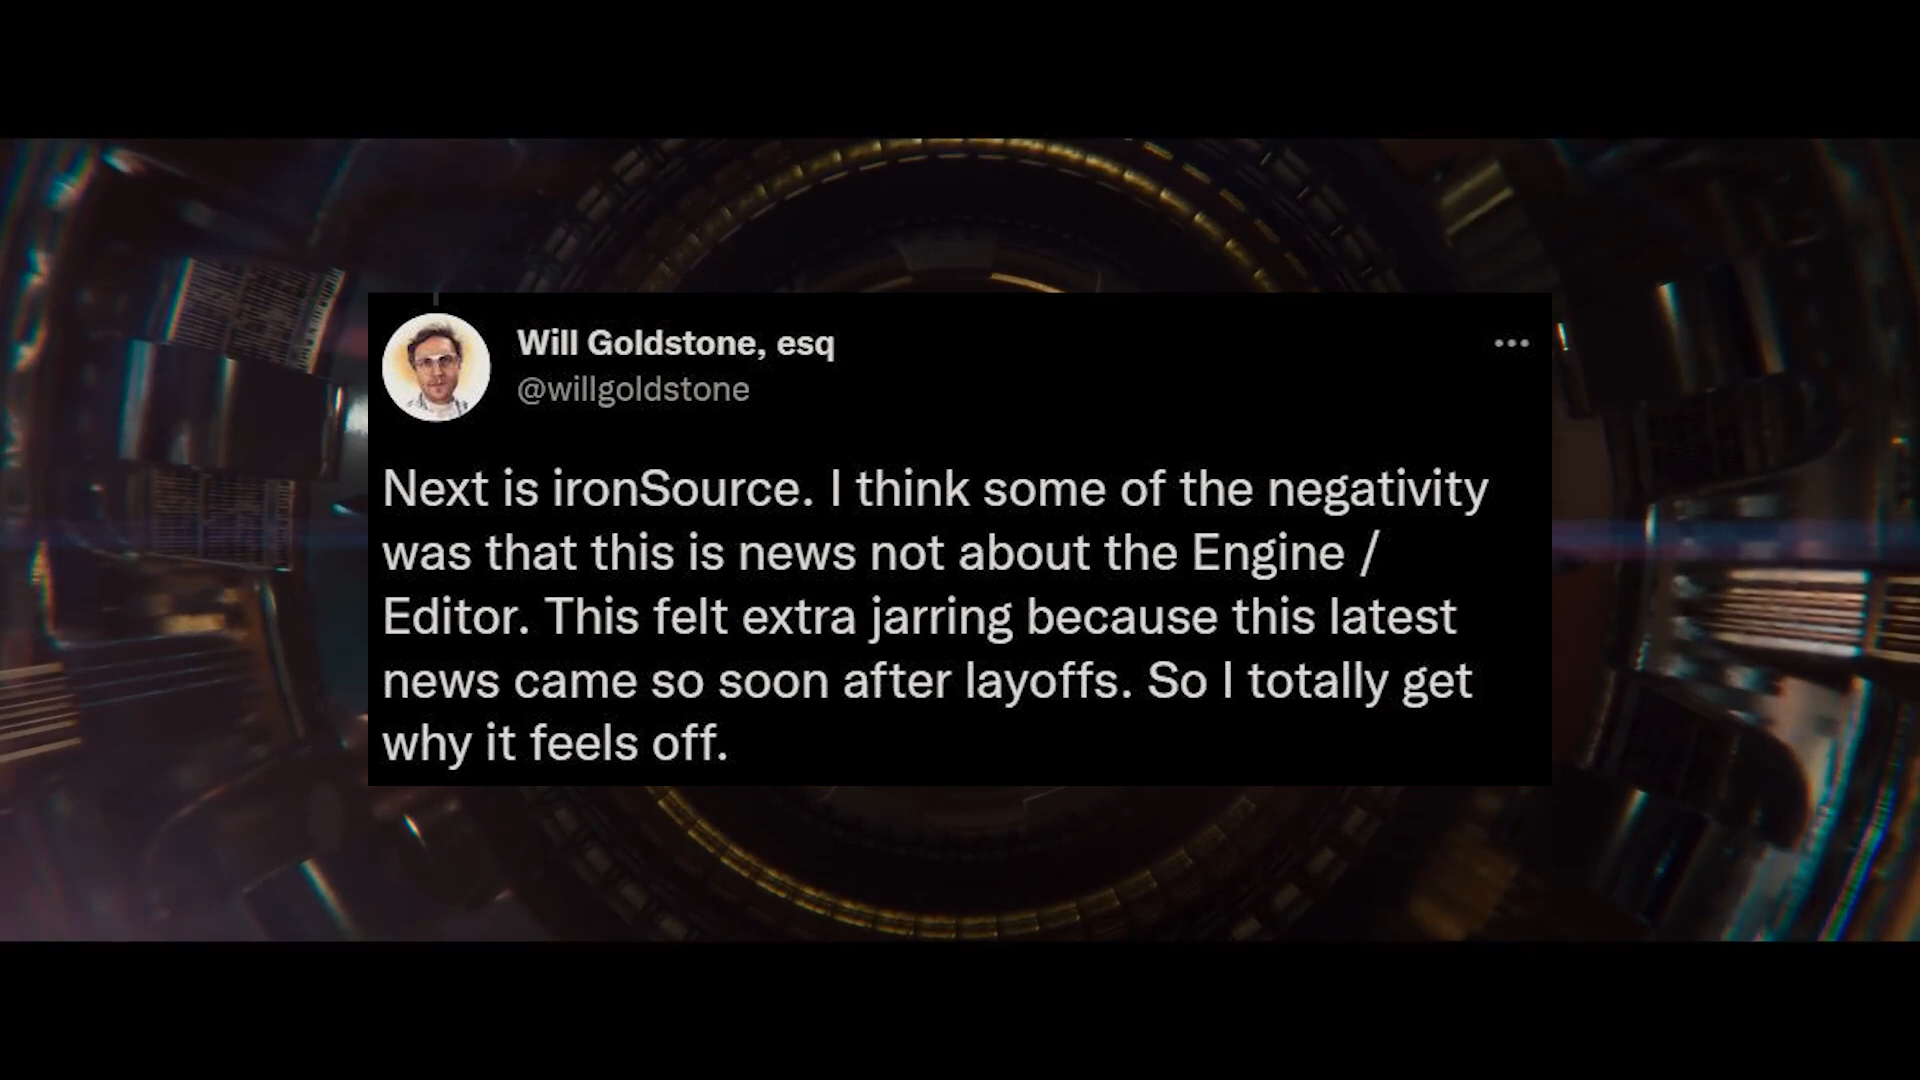 Will Goldstone, esq
@willgoldstone
Next is ironSource. I think some of the negativity
was that this is news not about the Engine /
Editor. This felt extra jarring because this latest
news came so soon after layoffs. So I totally get
why it feels off.